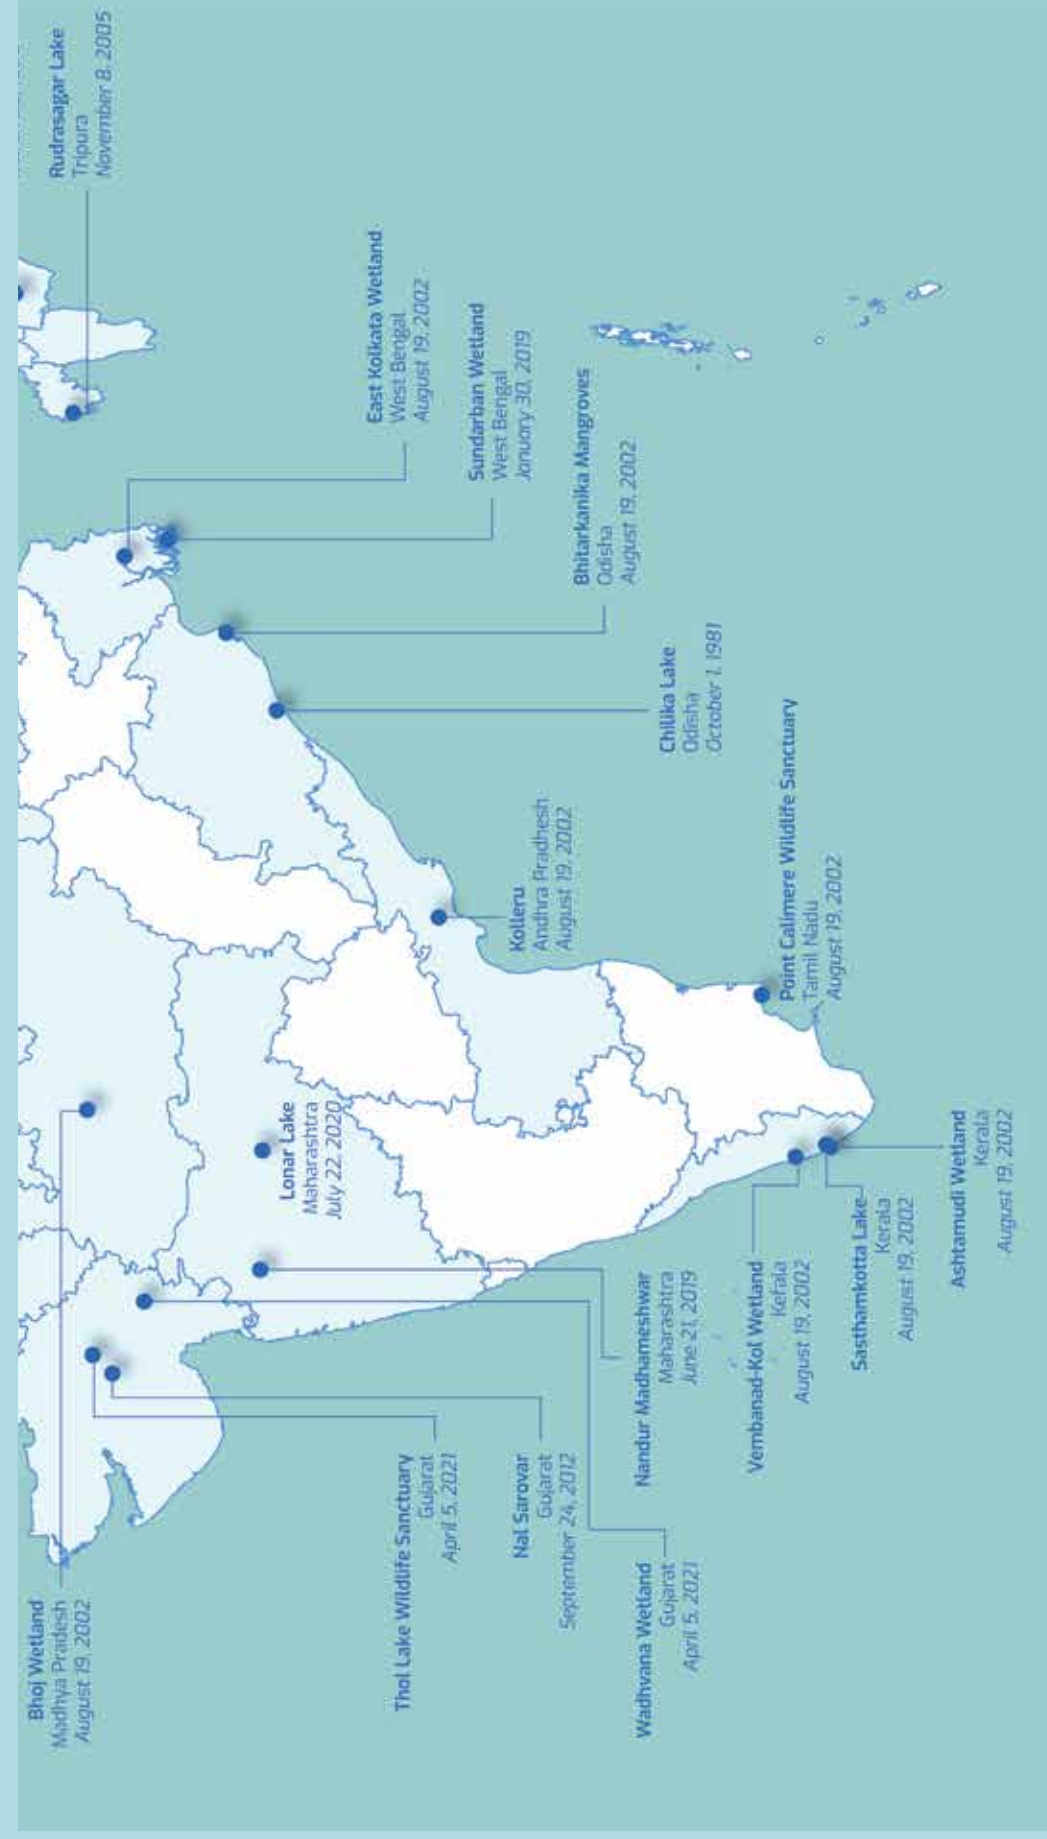 Rudrasagar Lake
Tripura
November 8, 2005
East Kolkata Wetland
West Bengal
August 19, 2002
Sundarban Wetland
West Bengal
January 30, 2019
Bhitarkanika Mangroves
Odisha
August 19, 2002
Chilika Lake
Odisha
October 1, 1981
Kolleru
Andhra Pradhesh
August 19, 2002
Point Calimere Wildlife Sanctuary
Tamil Nadu
August 19, 2002
Lonar Lake
Maharashtra
July 22, 2020
Ashtamudi Wetland
Kerala
August 19, 2002
Sasthamkotta Lake
Kerala
August 19, 2002
Vembanad-Kol Wetland
Kerala
August 19, 2002
Nandur Madhameshwar
Maharashtra
June 21, 2019
Thol Lake Wildlife Sanctuary
Gujarat
April 5, 2021
Nal Sarovar
Gujarat
September 24, 2012
Wadhvana Wetland
Gujarat
April 5, 2021
Bhoj Wetland
Madhya Pradesh
August 19, 2002